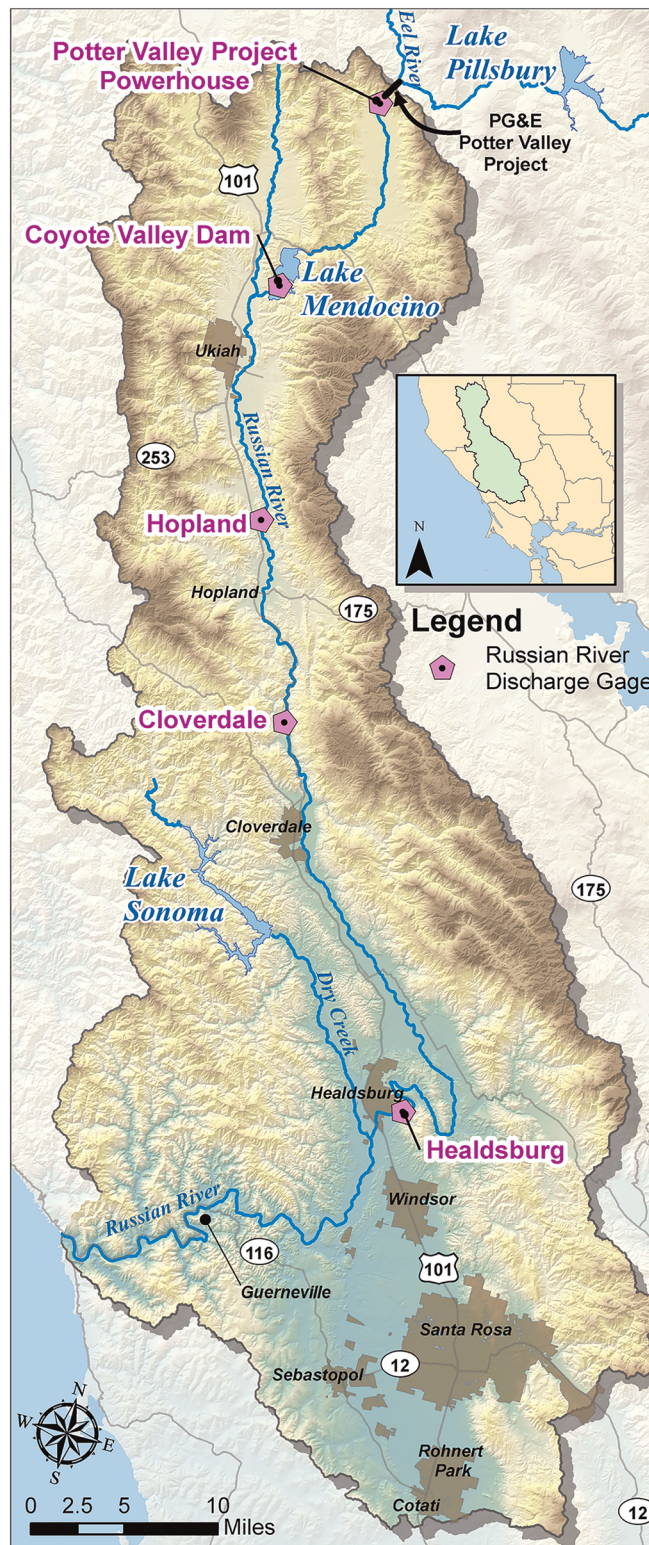 Eel River
Lake
Pillsbury
Potter Valley Project
Powerhouse
PG&E
Potter Valley
Project
101
Coyote Valley Dam
Lake
Mendocino
Ukiah
Russian River
253
N
Hopland
Hopland
175
Legend
Russian River
Discharge Gage
Cloverdale
Cloverdale
Lake
Sonoma
175
Dry Creek
Healdsburg
Healdsburg
Windsor
Russian River
116
101
Guerneville
Santa Rosa
Sebastopol
12
N
W
E
S
Rohnert
Park
Cotati
0 2.5 5 10
Miles
12